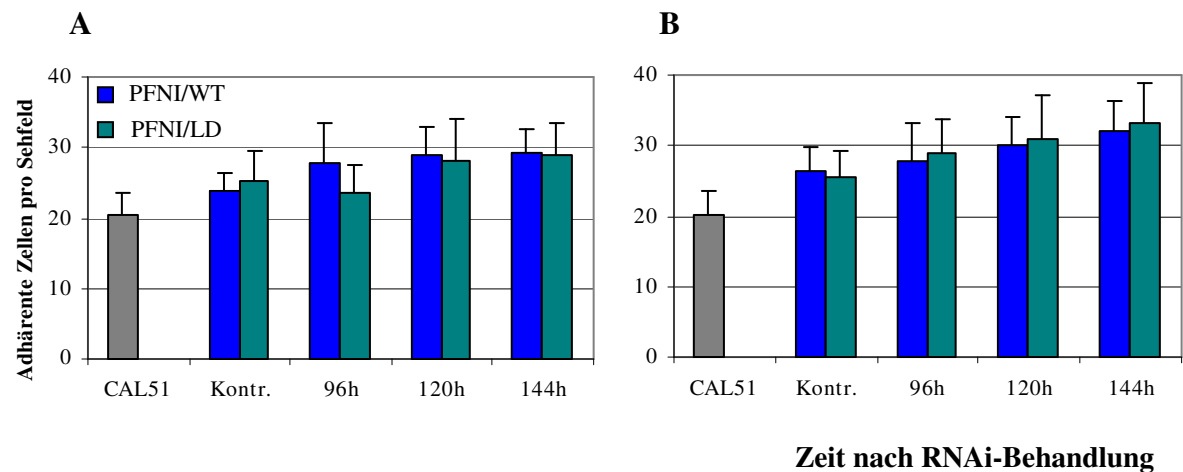 A
B
Adhärente Zellen pro Sehfeld
40
30
20
10
0
PFNI/WT
PFNI/LD
CAL51 Kontr. 96h 120h 144h
40
30
20
10
0
CAL51 Kontr. 96h 120h 144h
Zeit nach RNAi-Behandlung